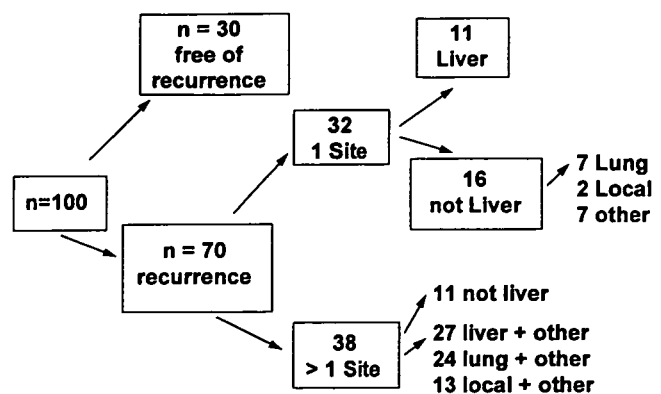 n = 30
free of
recurrence
11
Liver
32
1 Site
16
not Liver
7 Lung
2 Local
7 other
n=100
n = 70
recurrence
11 not liver
38
> 1 Site
27 liver + other
24 lung + other
13 local + other